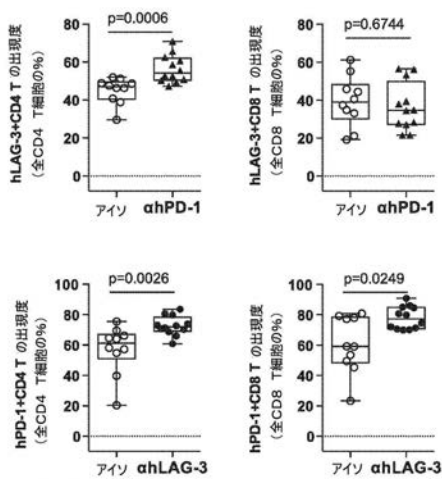 p=0.0006
hLAG-3+CD4 T の出現度
(全CD4 T細胞の%)
80
60
40
20
0
アイソ αhPD-1
p=0.6744
hLAG-3+CD8 T の出現度
(全CD8 T細胞の%)
80
60
40
20
0
アイソ αhPD-1
p=0.0026
hPD-1+CD4 T の出現度
(全CD4 T細胞の%)
100
80
60
40
20
0
アイソ αhLAG-3
p=0.0249
hPD-1+CD8 T の出現度
(全CD8 T細胞の%)
100
80
60
40
20
0
アイソ αhLAG-3